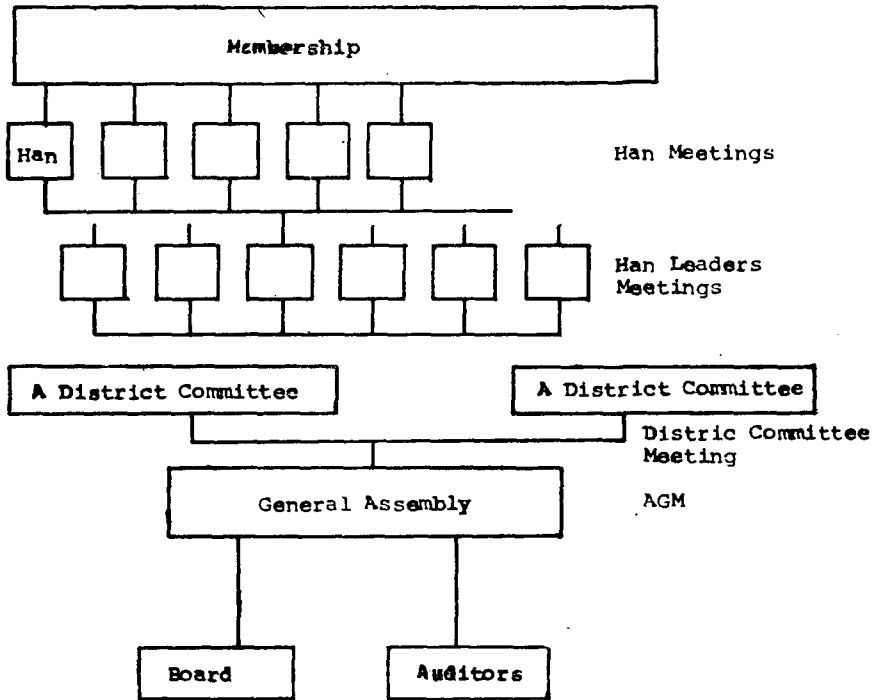 Membership
Han
Han Meetings
Han Leaders
Meetings
A District Committee
A District Committee
Distric Committee
Meeting
General Assembly
AGM
Board
Auditors